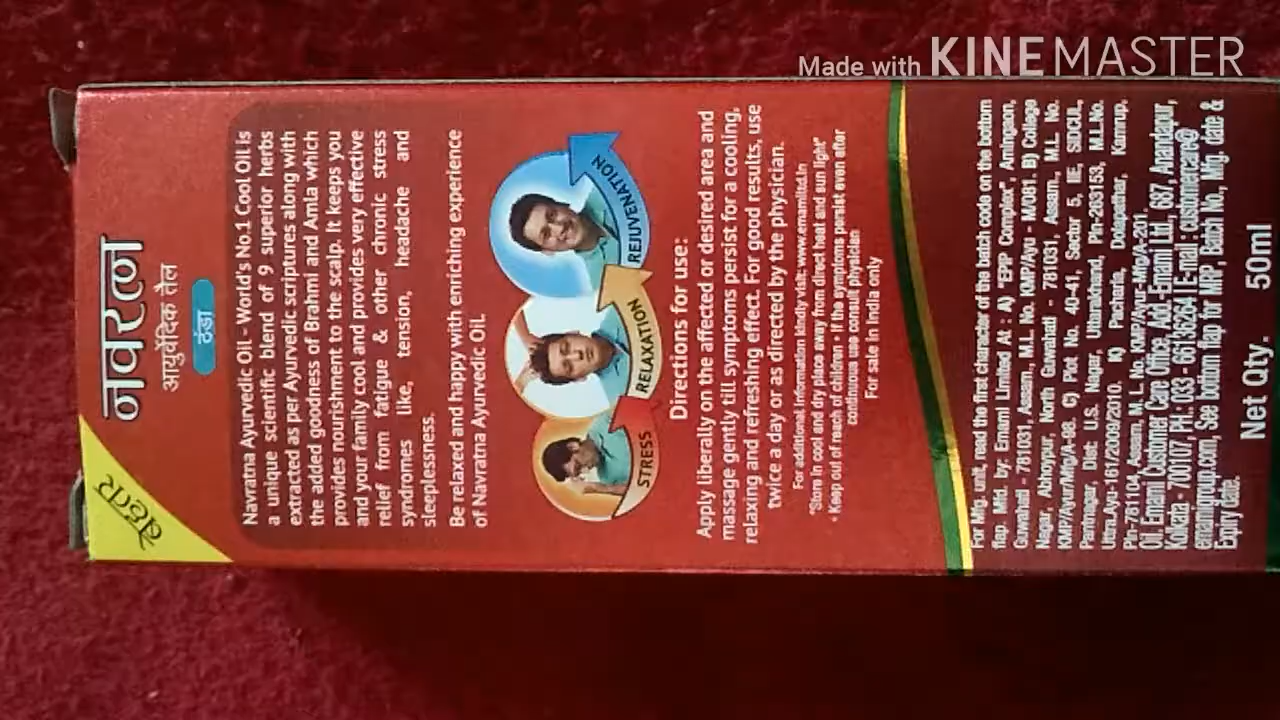 Made with KINEMASTER
बेहतर
नवरत्न
आयुर्वेदिक तेल
ठंडा
Navratna Ayurvedic Oil - World's No.1 Cool Oil is
a unique scientific blend of 9 superior herbs
extracted as per Ayurvedic scriptures along with
the added goodness of Brahmi and Amla which
provides nourishment to the scalp. It keeps you
and your family cool and provides very effective
relief from fatigue & other chronic stress
syndromes like, tension, headache and
sleeplessness.
Be relaxed and happy with enriching experience
of Navratna Ayurvedic Oil.
STRESS
RELAXATION
REJUVENATION
Directions for use:
Apply liberally on the affected or desired area and
massage gently till symptoms persist for a cooling,
relaxing and refreshing effect. For good results, use
twice a day or as directed by the physician.
For additional information kindly visit: www.emamiltd.in
*Store in cool and dry place away from direct heat and sun light*
• Keep out of reach of children • If the symptoms persist even after
continuous use consult physician
For sale in India only
For Mfg. unit, read the first character of the batch code on the bottom
flap. Mfd. by: Emami Limited At : A) "EPIP Complex", Amingaon,
Guwahati - 781031, Assam, M.L. No. KMP/Ayu - M/081. B) College
Nagar, Abhoypur, North Guwahati - 781031, Assam., M.L. No.
KMP/Ayur/Mfg/A-98. C) Plot No. 40-41, Sector 5, IE, SIDCUL,
Pantnagar, Dist: U.S. Nagar, Uttarakhand, Pin-263153, M.L.No.
Uttra.Ayu-161/2009/2010. K) Pacharia, Dolapathar, Kamrup,
Pin-781104, Assam, M. L. No. KMP/Ayur-Mfg/A-201.
Oil. Emami Customer Care Office, Add.-Emami Ltd., 687, Anandapur,
Kolkata - 700107, PH.: 033 - 66136264 / E-mail : customercare@
emamigroup.com, See bottom flap for MRP, Batch No., Mfg. date &
Expiry date.
Net Qty. 50ml